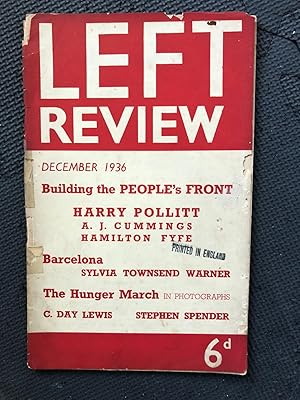 LEFT
REVIEW
DECEMBER 1936
Building the PEOPLE's FRONT
HARRY POLLITT
A. J. CUMMINGS
HAMILTON FYFE
PRINTED IN ENGLAND
Barcelona
SYLVIA TOWNSEND WARNER
The Hunger March IN PHOTOGRAPHS
C. DAY LEWIS STEPHEN SPENDER
6d